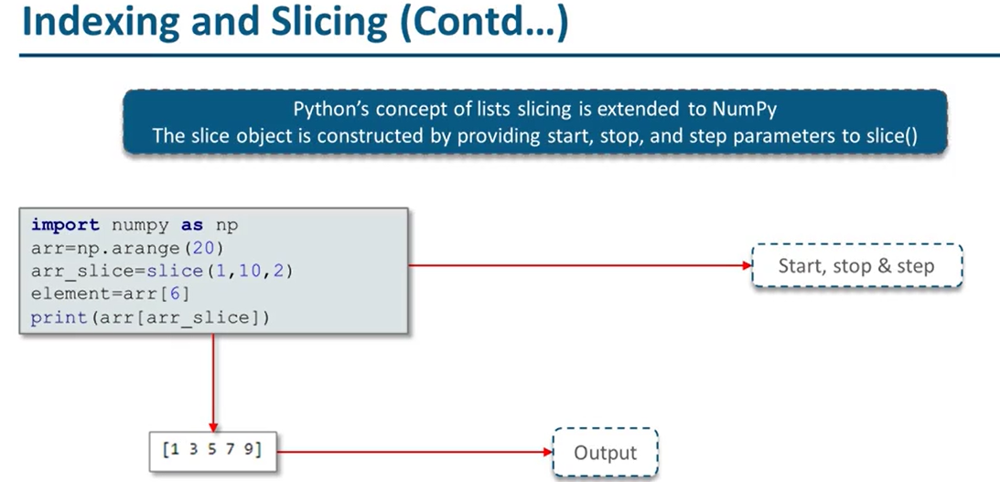 Indexing and Slicing (Contd...)
Python's concept of lists slicing is extended to NumPy
The slice object is constructed by providing start, stop, and step parameters to slice()
import numpy as np
arr=np.arange(20)
arr_slice=slice(1,10,2)
element=arr[6]
print(arr[arr_slice])
Start, stop & step
[1 3 5 7 9]
Output